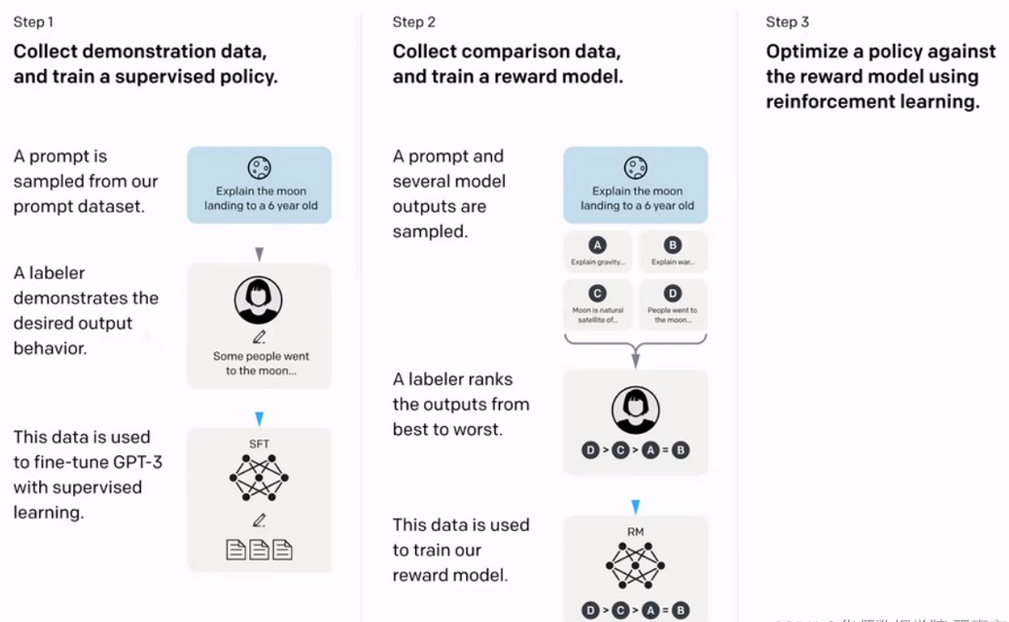 Step 1
Collect demonstration data,
and train a supervised policy.
A prompt is
sampled from our
prompt dataset.
Explain the moon
landing to a 6 year old
A labeler
demonstrates the
desired output
behavior.
Some people went
to the moon...
This data is used
to fine-tune GPT-3
with supervised
learning.
SFT
Step 2
Collect comparison data,
and train a reward model.
A prompt and
several model
outputs are
sampled.
Explain the moon
landing to a 6 year old
A
Explain gravity...
B
Explain war...
C
Moon is natural
satellite of...
D
People went to
the moon...
A labeler ranks
the outputs from
best to worst.
D > C > A = B
This data is used
to train our
reward model.
RM
D > C > A = B
Step 3
Optimize a policy against
the reward model using
reinforcement learning.